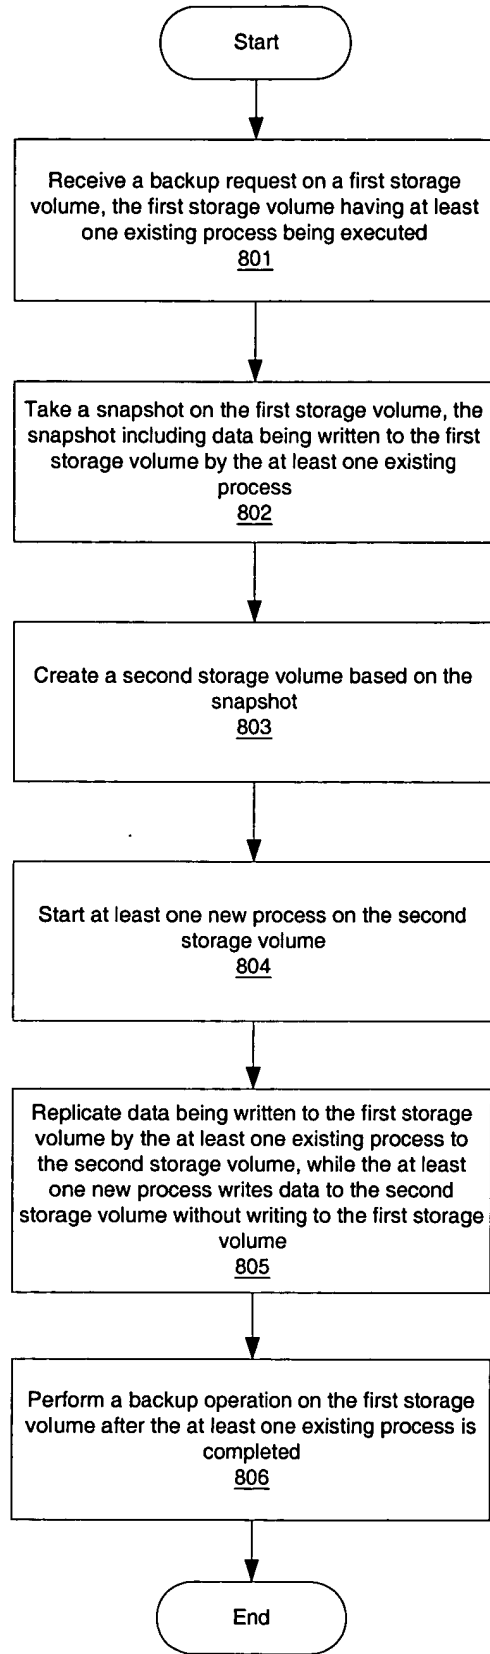 Start
Receive a backup request on a first storage
volume, the first storage volume having at least
one existing process being executed
801
Take a snapshot on the first storage volume, the
snapshot including data being written to the first
storage volume by the at least one existing
process
802
Create a second storage volume based on the
snapshot
803
Start at least one new process on the second
storage volume
804
Replicate data being written to the first storage
volume by the at least one existing process to
the second storage volume, while the at least
one new process writes data to the second
storage volume without writing to the first storage
volume
805
Perform a backup operation on the first storage
volume after the at least one existing process is
completed
806
End